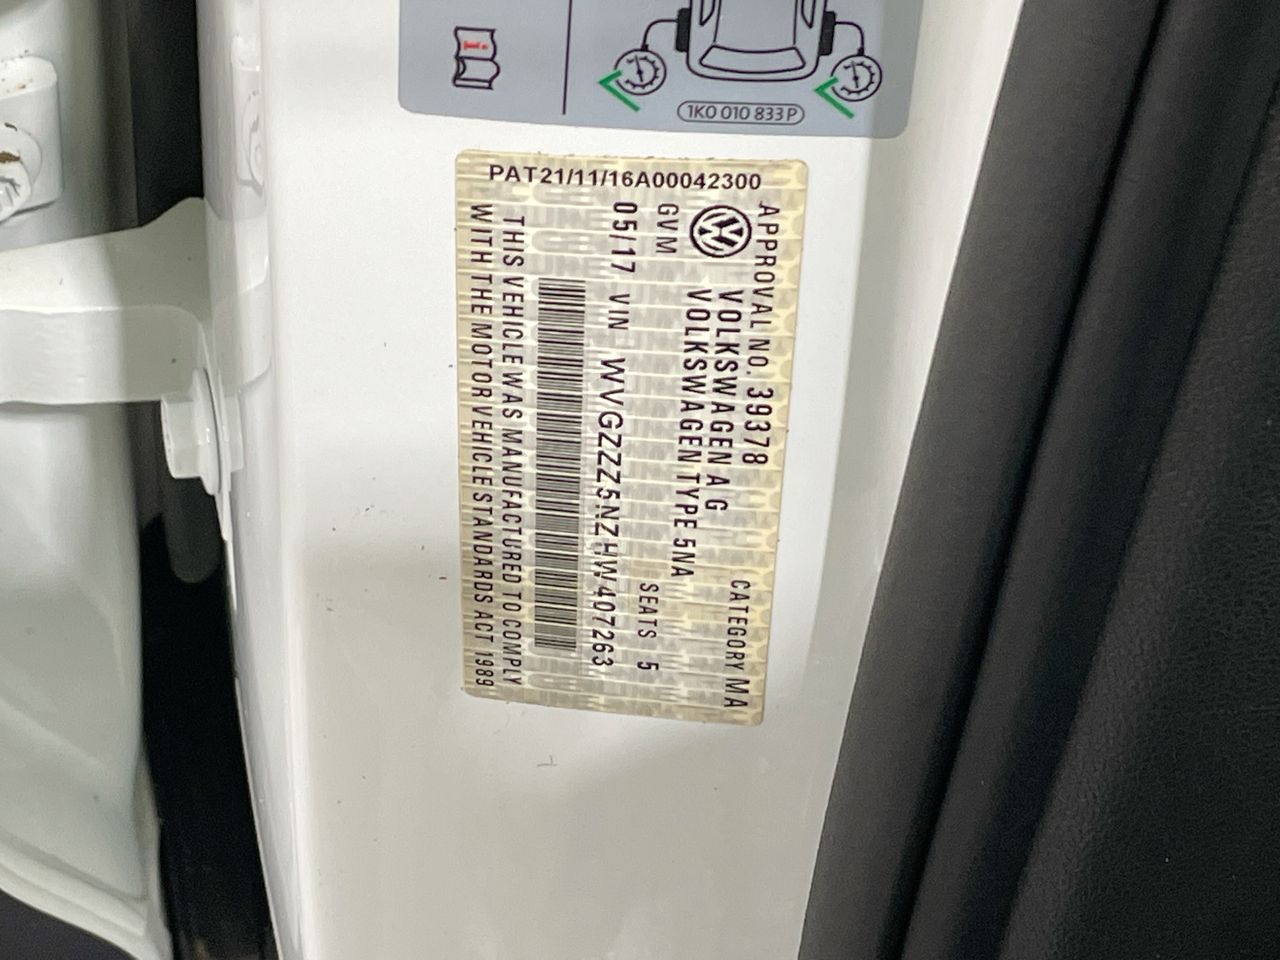 i
1K0 010 833 P
PAT21/11/16A00042300
APPROVAL NO. 39378
CATEGORY MA
VOLKSWAGEN AG
VOLKSWAGEN TYPE 5NA
GVM
SEATS 5
05/17 VIN WVGZZZ5NZHW407263
THIS VEHICLE WAS MANUFACTURED TO COMPLY
WITH THE MOTOR VEHICLE STANDARDS ACT 1989